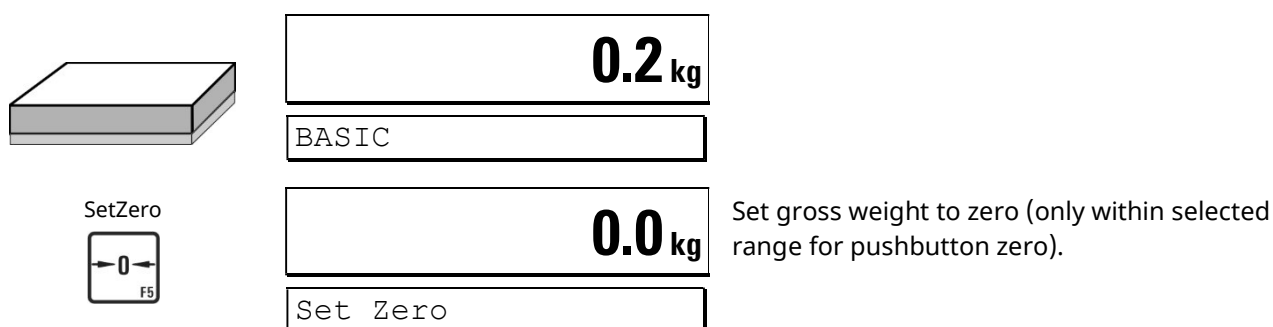 0.2 kg
BASIC
SetZero
0
F5
0.0 kg
Set gross weight to zero (only within selected
range for pushbutton zero).
Set Zero